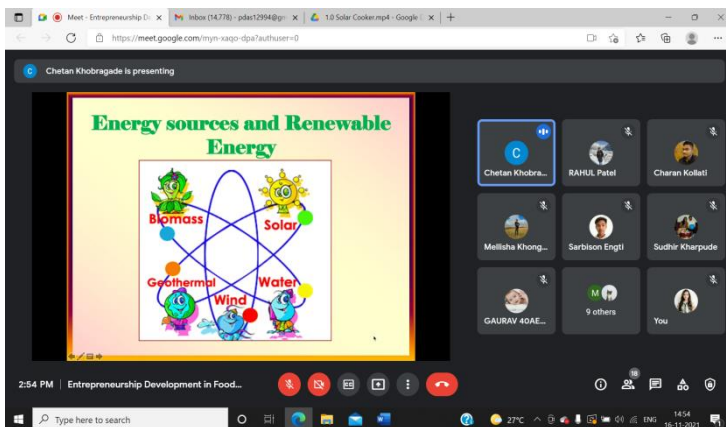 Meet - Entrepreneurship De
Inbox (14,778) - pdas12994@gm
1.0 Solar Cooker.mp4 - Google
https://meet.google.com/myn-xaqo-dpa?authuser=0
C
Chetan Khobragade is presenting
Energy sources and Renewable
Energy
Biomass
Solar
Geothermal
Water
Wind
C
Chetan Khobra...
RAHUL Patel
Charan Kollati
Mellisha Khong...
Sarbison Engti
Sudhir Kharpude
GAURAV 40AE...
M
9 others
You
2:54 PM | Entrepreneurship Development in Food...
18
Type here to search
27°C
ENG
14:54
16-11-2021